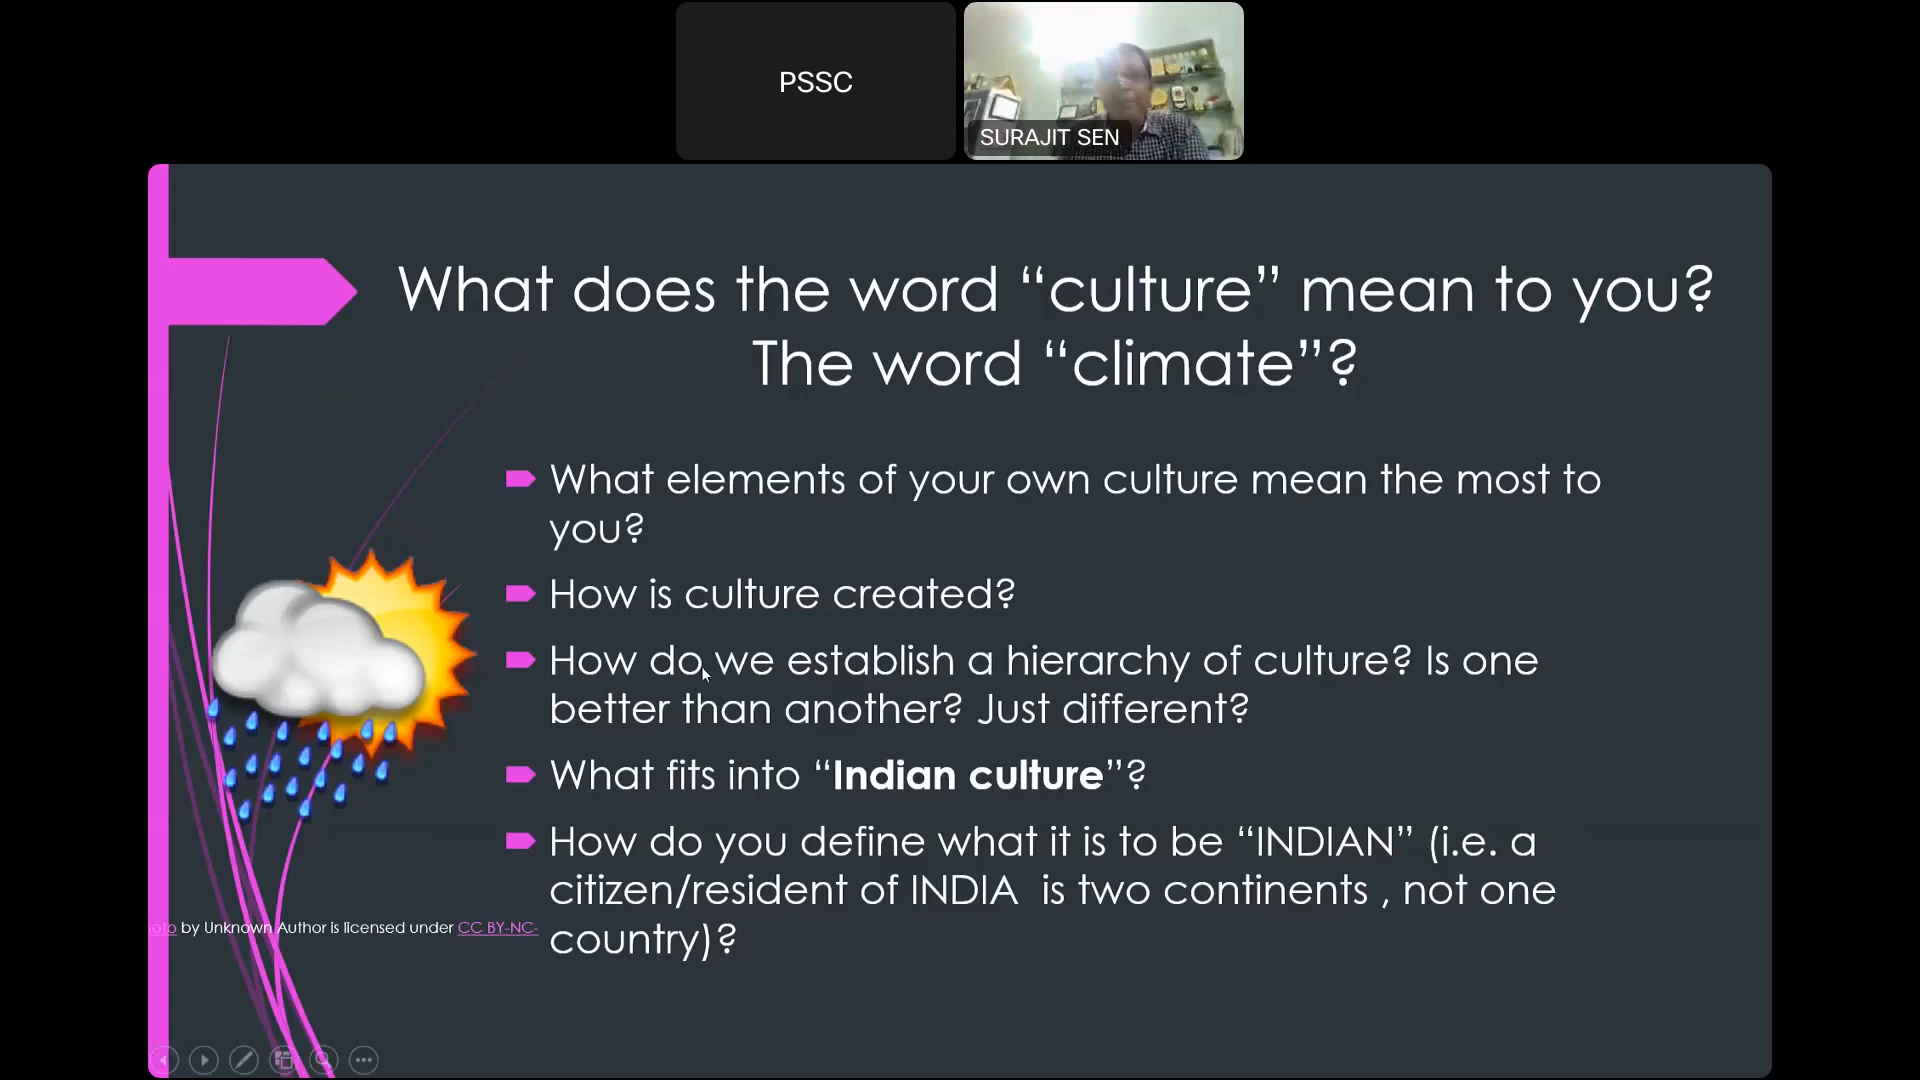 PSSC
SURAJIT SEN
What does the word “culture” mean to you?
The word “climate”?
What elements of your own culture mean the most to
you?
How is culture created?
How do we establish a hierarchy of culture? Is one
better than another? Just different?
What fits into “Indian culture”?
How do you define what it is to be “INDIAN” (i.e. a
citizen/resident of INDIA is two continents , not one
country)?
by Unknown Author is licensed under CC BY-NC-